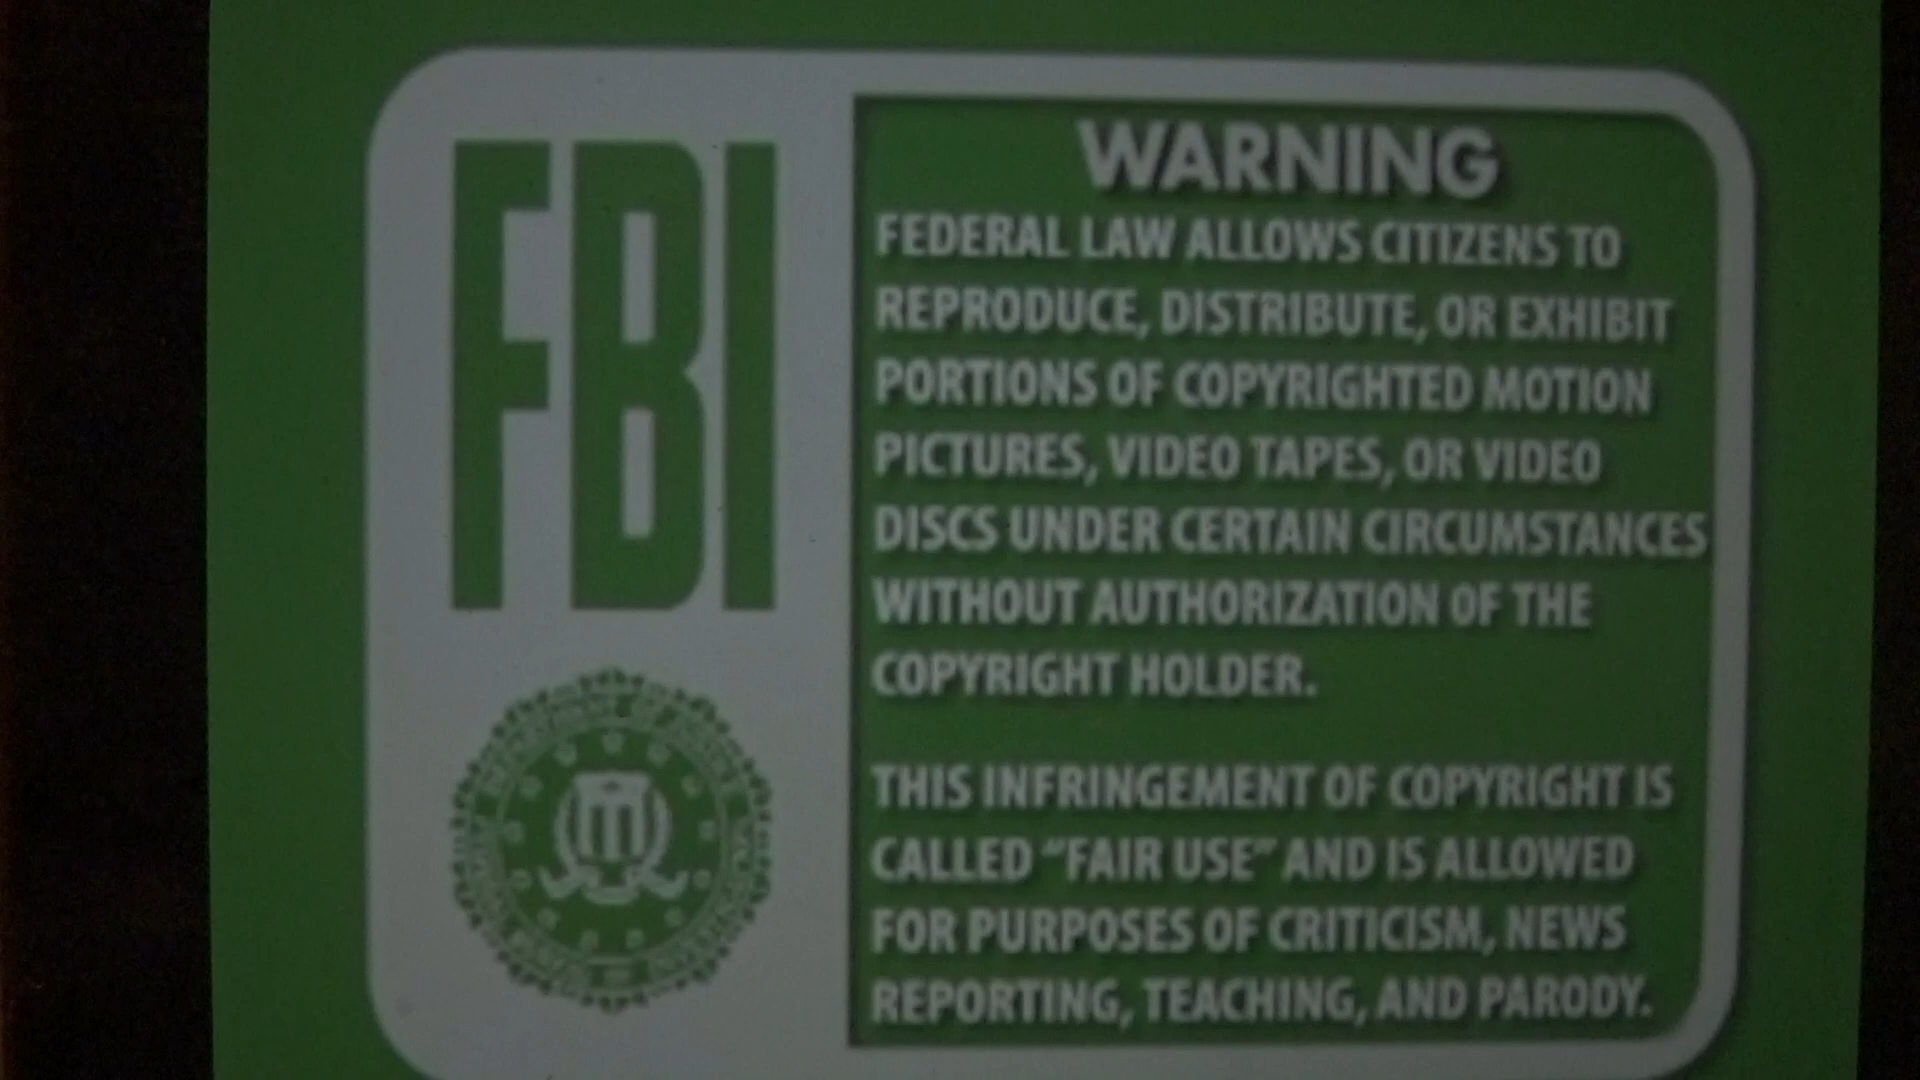 FBI
WARNING
FEDERAL LAW ALLOWS CITIZENS TO
REPRODUCE, DISTRIBUTE, OR EXHIBIT
PORTIONS OF COPYRIGHTED MOTION
PICTURES, VIDEO TAPES, OR VIDEO
DISCS UNDER CERTAIN CIRCUMSTANCES
WITHOUT AUTHORIZATION OF THE
COPYRIGHT HOLDER.
THIS INFRINGEMENT OF COPYRIGHT IS
CALLED "FAIR USE" AND IS ALLOWED
FOR PURPOSES OF CRITICISM, NEWS
REPORTING, TEACHING, AND PARODY.